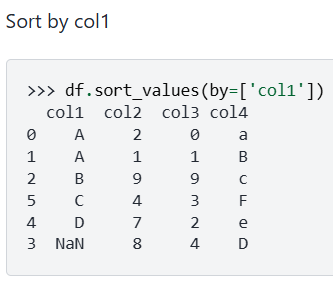 Sort by col1
>>> df.sort_values(by=['col1'])
  col1  col2  col3 col4
0    A     2     0    a
1    A     1     1    B
2    B     9     9    c
5    C     4     3    F
4    D     7     2    e
3  NaN     8     4    D